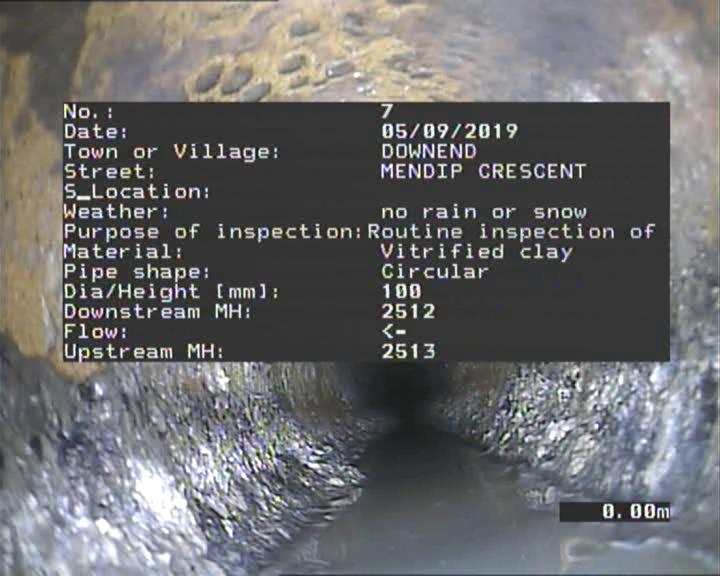 No.: 7
Date: 05/09/2019
Town or Village: DOWNEND
Street: MENDIP CRESCENT
S_Location:
Weather: no rain or snow
Purpose of inspection: Routine inspection of
Material: Vitrified clay
Pipe shape: Circular
Dia/Height [mm]: 100
Downstream MH: 2512
Flow: <-
Upstream MH: 2513
0.00m